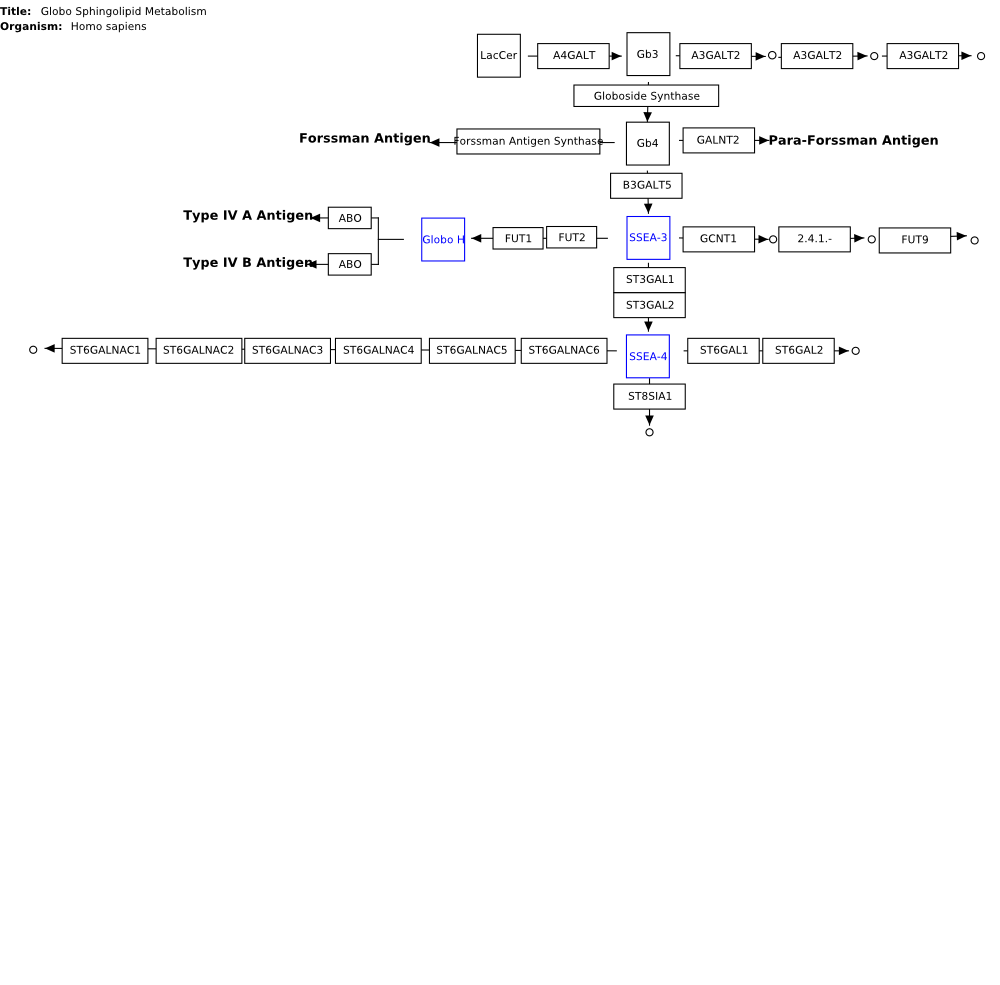 Title: Globo Sphingolipid Metabolism
Organism: Homo sapiens
LacCer A4GALT Gb3 A3GALT2 A3GALT2 A3GALT2
Globoside Synthase
Forssman Antigen Forssman Antigen Synthase Gb4 GALNT2 Para-Forssman Antigen
B3GALT5
Type IV A Antigen ABO
Globo H FUT1 FUT2 SSEA-3 GCNT1 2.4.1.- FUT9
Type IV B Antigen ABO
ST3GAL1
ST3GAL2
ST6GALNAC1 ST6GALNAC2 ST6GALNAC3 ST6GALNAC4 ST6GALNAC5 ST6GALNAC6 SSEA-4 ST6GAL1 ST6GAL2
ST8SIA1